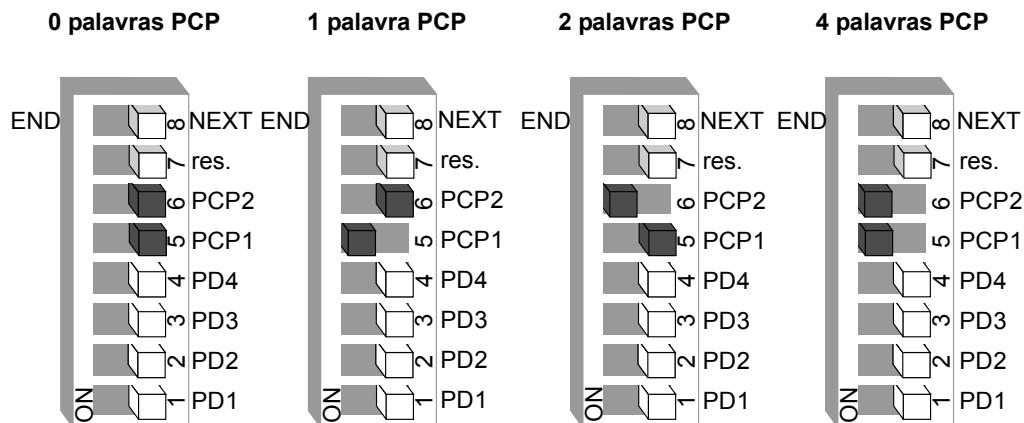 0 palavras PCP
1 palavra PCP
2 palavras PCP
4 palavras PCP
END
8
NEXT
7
res.
6
PCP2
5
PCP1
4
PD4
3
PD3
2
PD2
ON
1
PD1
END
8
NEXT
7
res.
6
PCP2
5
PCP1
4
PD4
3
PD3
2
PD2
ON
1
PD1
END
8
NEXT
7
res.
6
PCP2
5
PCP1
4
PD4
3
PD3
2
PD2
ON
1
PD1
END
8
NEXT
7
res.
6
PCP2
5
PCP1
4
PD4
3
PD3
2
PD2
ON
1
PD1